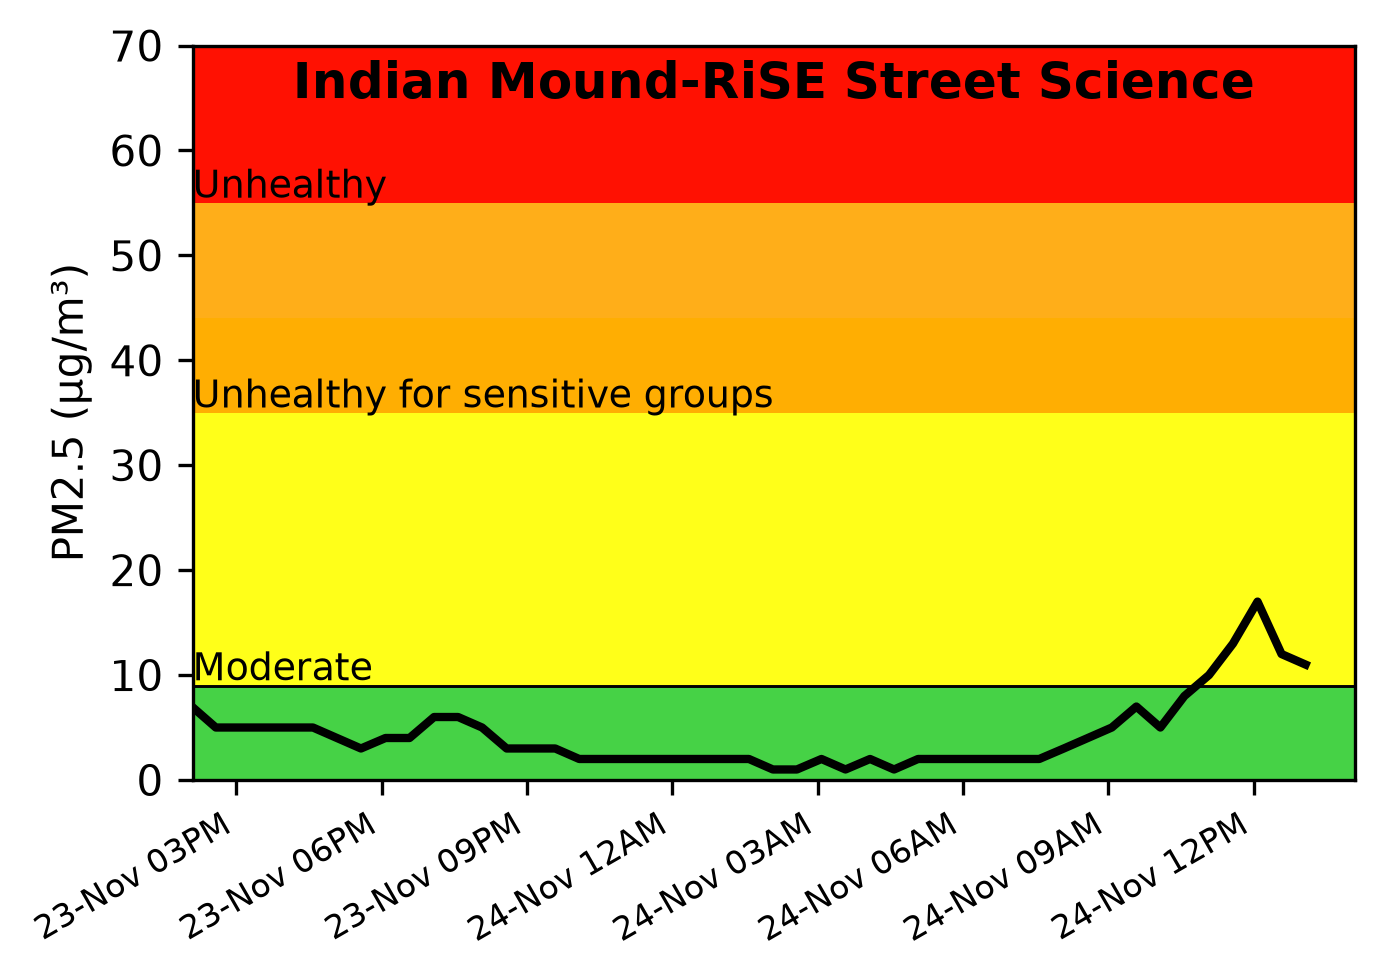 Indian Mound-RiSE Street Science
PM2.5 (µg/m³)
70
60
50
40
30
20
10
0
Unhealthy
Unhealthy for sensitive groups
Moderate
23-Nov 03PM
23-Nov 06PM
23-Nov 09PM
24-Nov 12AM
24-Nov 03AM
24-Nov 06AM
24-Nov 09AM
24-Nov 12PM